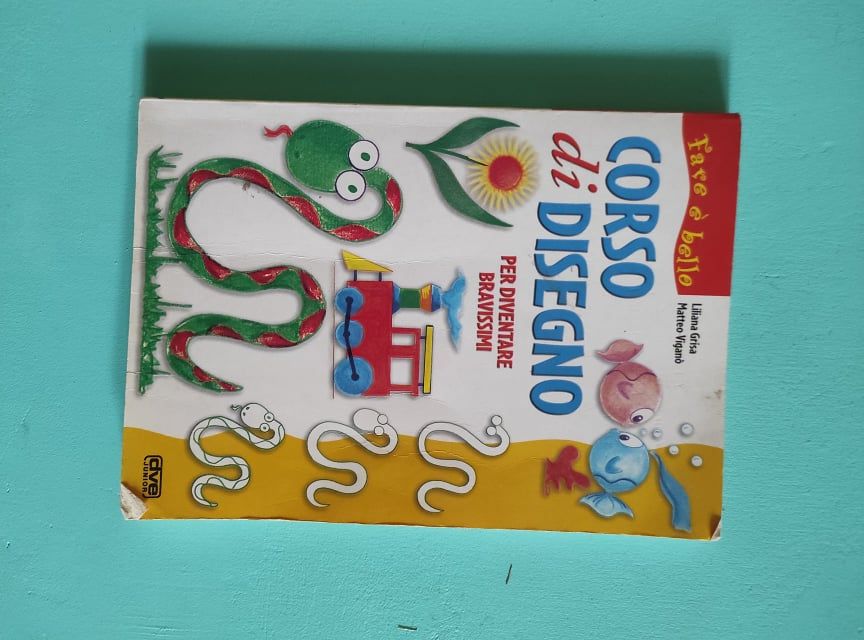 Fare è bello
Liliana Grisa
Matteo Viganò
CORSO
di DISEGNO
PER DIVENTARE
BRAVISSIMI
dve
JUNIOR